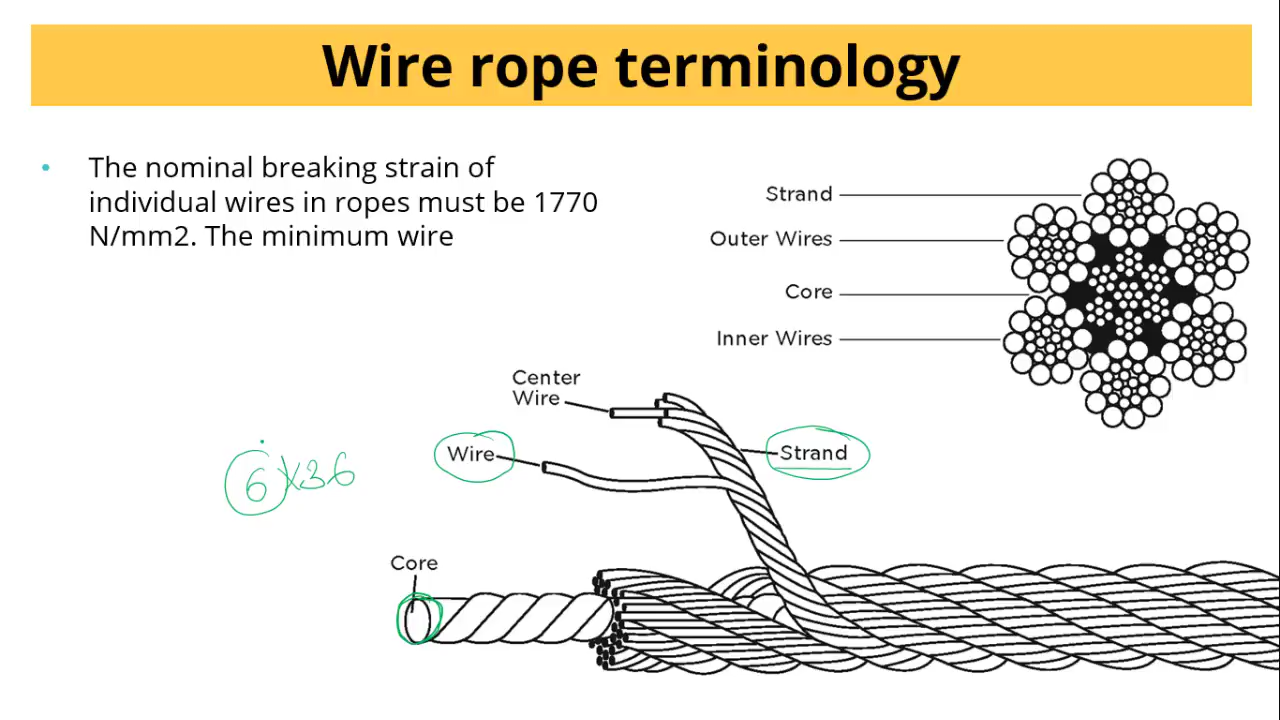 Wire rope terminology
• The nominal breaking strain of
individual wires in ropes must be 1770
N/mm2. The minimum wire
Strand
Outer Wires
Core
Inner Wires
Center
Wire
Wire
Strand
6x36
Core